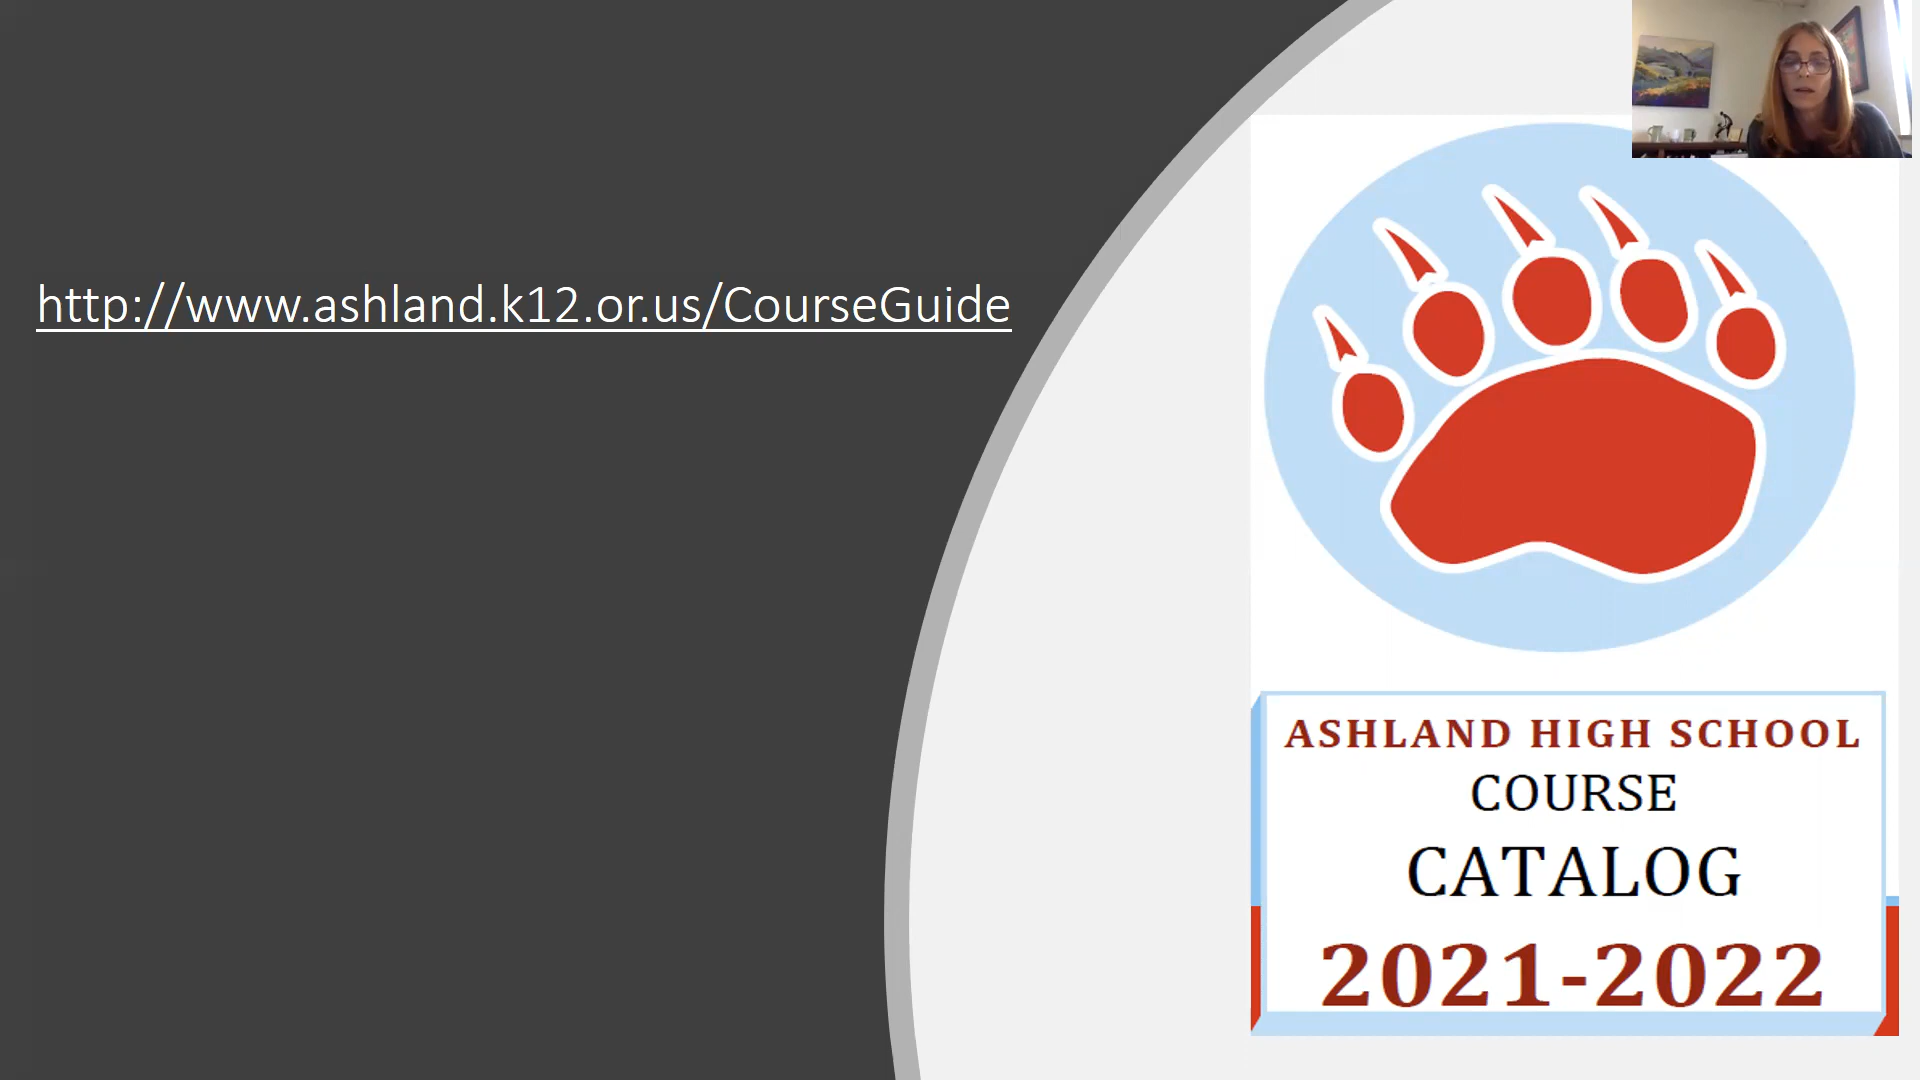 http://www.ashland.k12.or.us/CourseGuide
ASHLAND HIGH SCHOOL
COURSE
CATALOG
2021-2022